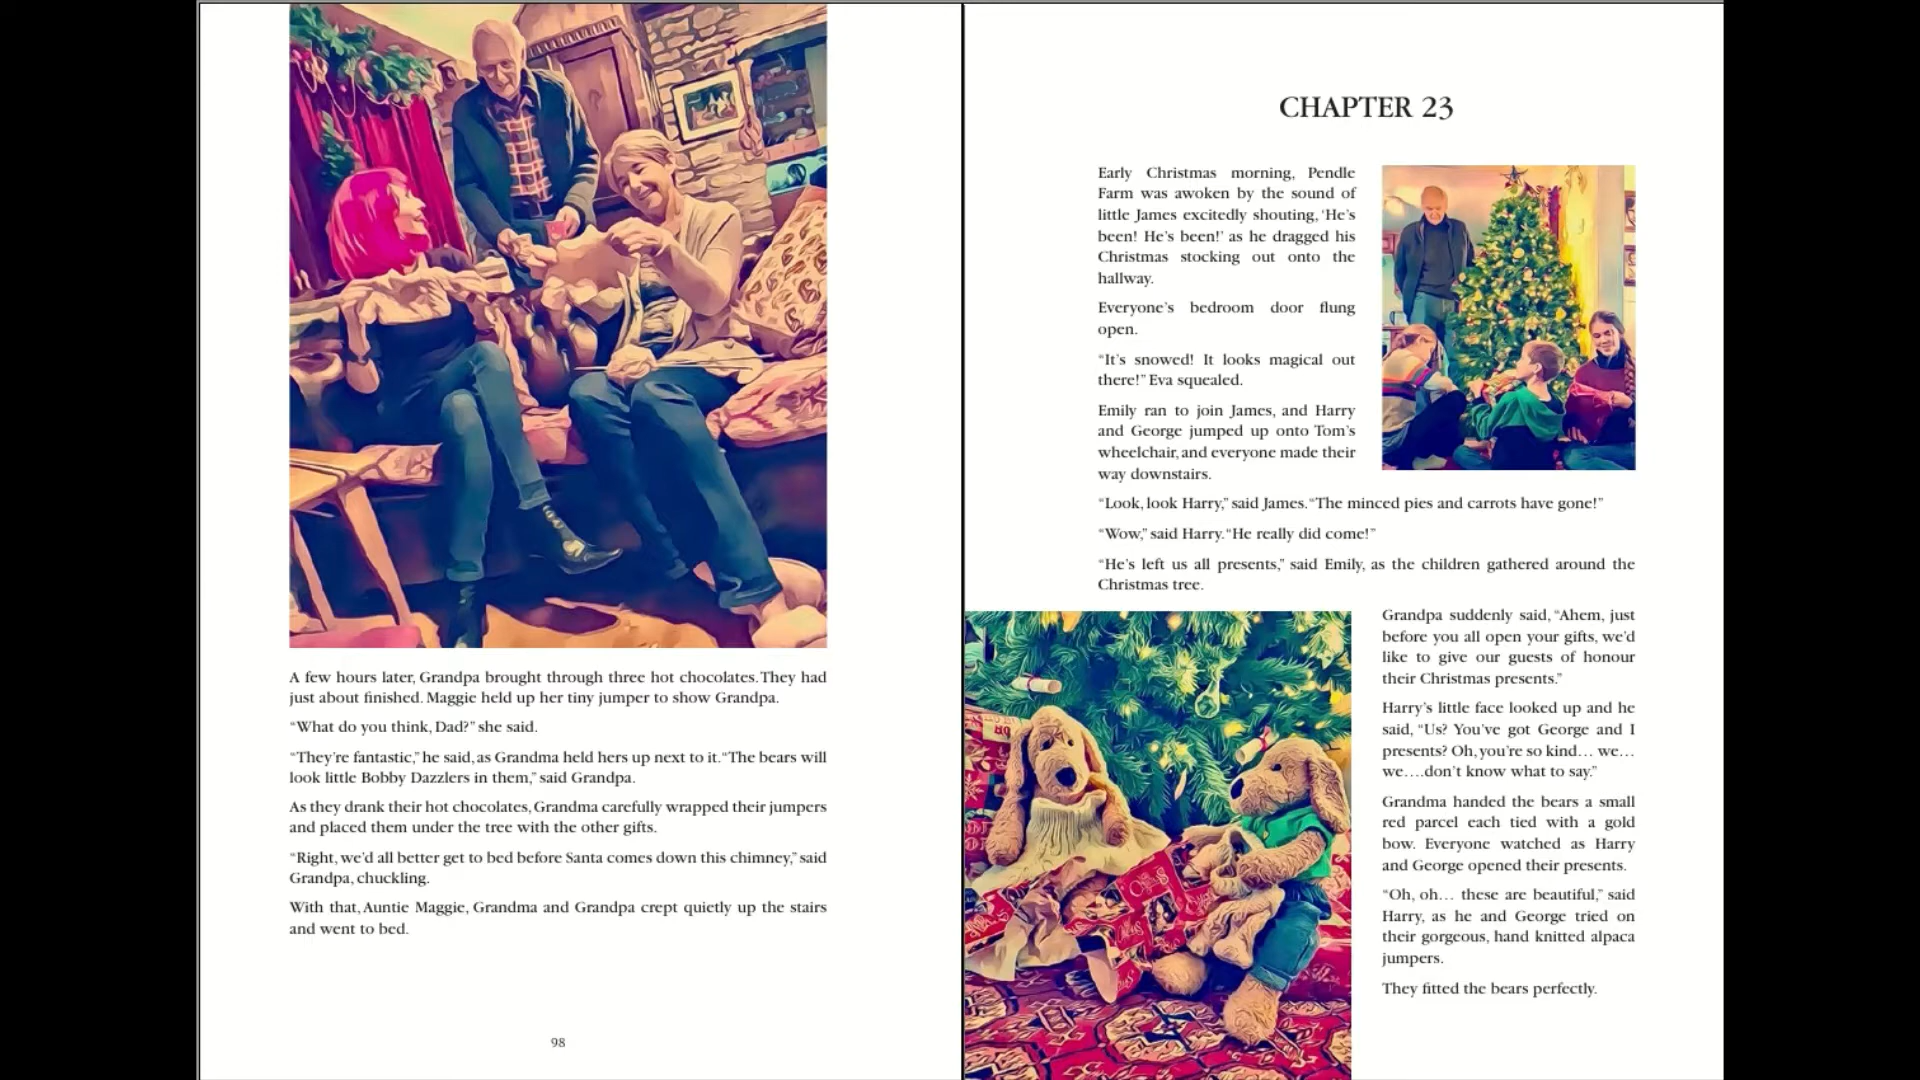 A few hours later, Grandpa brought through three hot chocolates. They had
just about finished. Maggie held up her tiny jumper to show Grandpa.
“What do you think, Dad?” she said.
“They’re fantastic,” he said, as Grandma held hers up next to it. “The bears will
look little Bobby Dazzlers in them,” said Grandpa.
As they drank their hot chocolates, Grandma carefully wrapped their jumpers
and placed them under the tree with the other gifts.
“Right, we’d all better get to bed before Santa comes down this chimney,” said
Grandpa, chuckling.
With that, Auntie Maggie, Grandma and Grandpa crept quietly up the stairs
and went to bed.
98
CHAPTER 23
Early Christmas morning, Pendle
Farm was awoken by the sound of
little James excitedly shouting, ‘He’s
been! He’s been!’ as he dragged his
Christmas stocking out onto the
hallway.
Everyone’s bedroom door flung
open.
“It’s snowed! It looks magical out
there!” Eva squealed.
Emily ran to join James, and Harry
and George jumped up onto Tom’s
wheelchair, and everyone made their
way downstairs.
“Look, look Harry,” said James. “The minced pies and carrots have gone!”
“Wow,” said Harry. “He really did come!”
“He’s left us all presents,” said Emily, as the children gathered around the
Christmas tree.
Grandpa suddenly said, “Ahem, just
before you all open your gifts, we’d
like to give our guests of honour
their Christmas presents.”
Harry’s little face looked up and he
said, “Us? You’ve got George and I
presents? Oh, you’re so kind… we…
we….don’t know what to say.”
Grandma handed the bears a small
red parcel each tied with a gold
bow. Everyone watched as Harry
and George opened their presents.
“Oh, oh… these are beautiful,” said
Harry, as he and George tried on
their gorgeous, hand knitted alpaca
jumpers.
They fitted the bears perfectly.